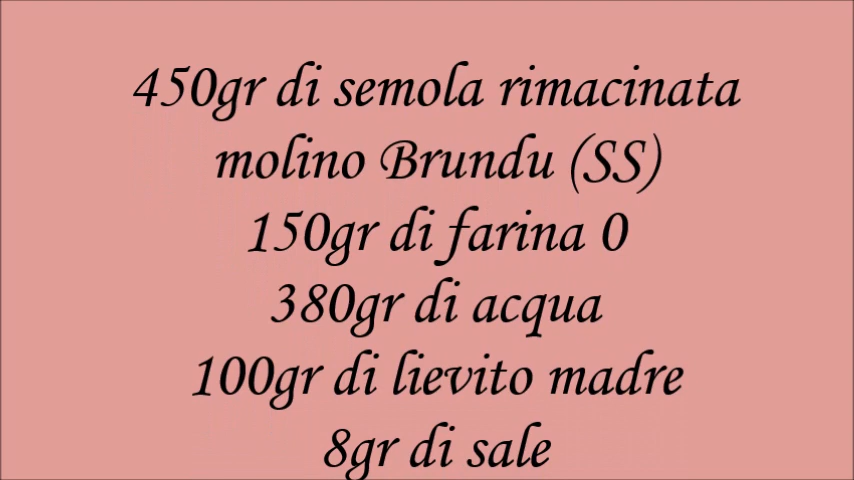 450gr di semola rimacinata
molino Brundu (SS)
150gr di farina 0
380gr di acqua
100gr di lievito madre
8gr di sale